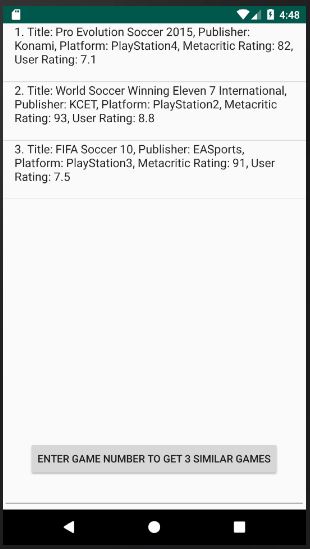 4:48
1. Title: Pro Evolution Soccer 2015, Publisher:
Konami, Platform: PlayStation4, Metacritic Rating: 82,
User Rating: 7.1
2. Title: World Soccer Winning Eleven 7 International,
Publisher: KCET, Platform: PlayStation2, Metacritic
Rating: 93, User Rating: 8.8
3. Title: FIFA Soccer 10, Publisher: EASports,
Platform: PlayStation3, Metacritic Rating: 91, User
Rating: 7.5
ENTER GAME NUMBER TO GET 3 SIMILAR GAMES